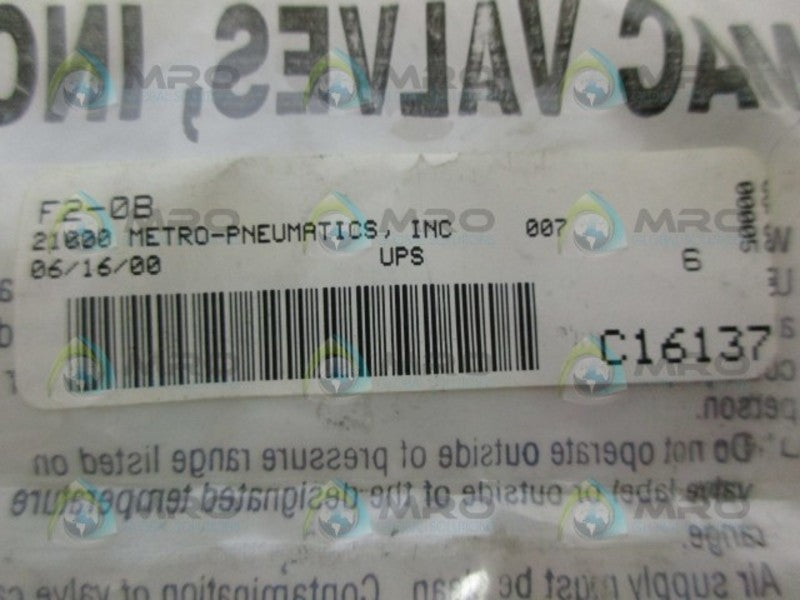 MAC VALVES, INC
F2-0B
21000 METRO-PNEUMATICS, INC 007
06/16/00 UPS 6
00005
C16137
person.
Do not operate outside of pressure range listed on
valve label or outside of the designated temperature
range.
Air supply must be clean. Contamination of valve ca
MRO